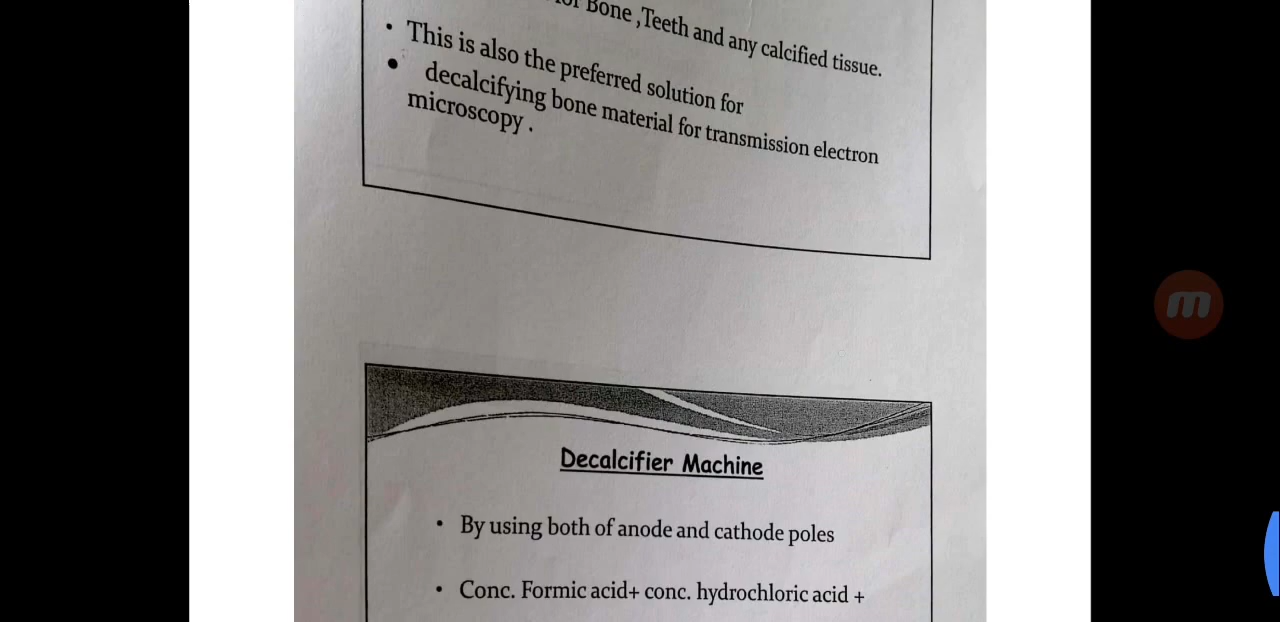 for Bone ,Teeth and any calcified tissue.
• This is also the preferred solution for
• decalcifying bone material for transmission electron
microscopy .
Decalcifier Machine
• By using both of anode and cathode poles
• Conc. Formic acid+ conc. hydrochloric acid +